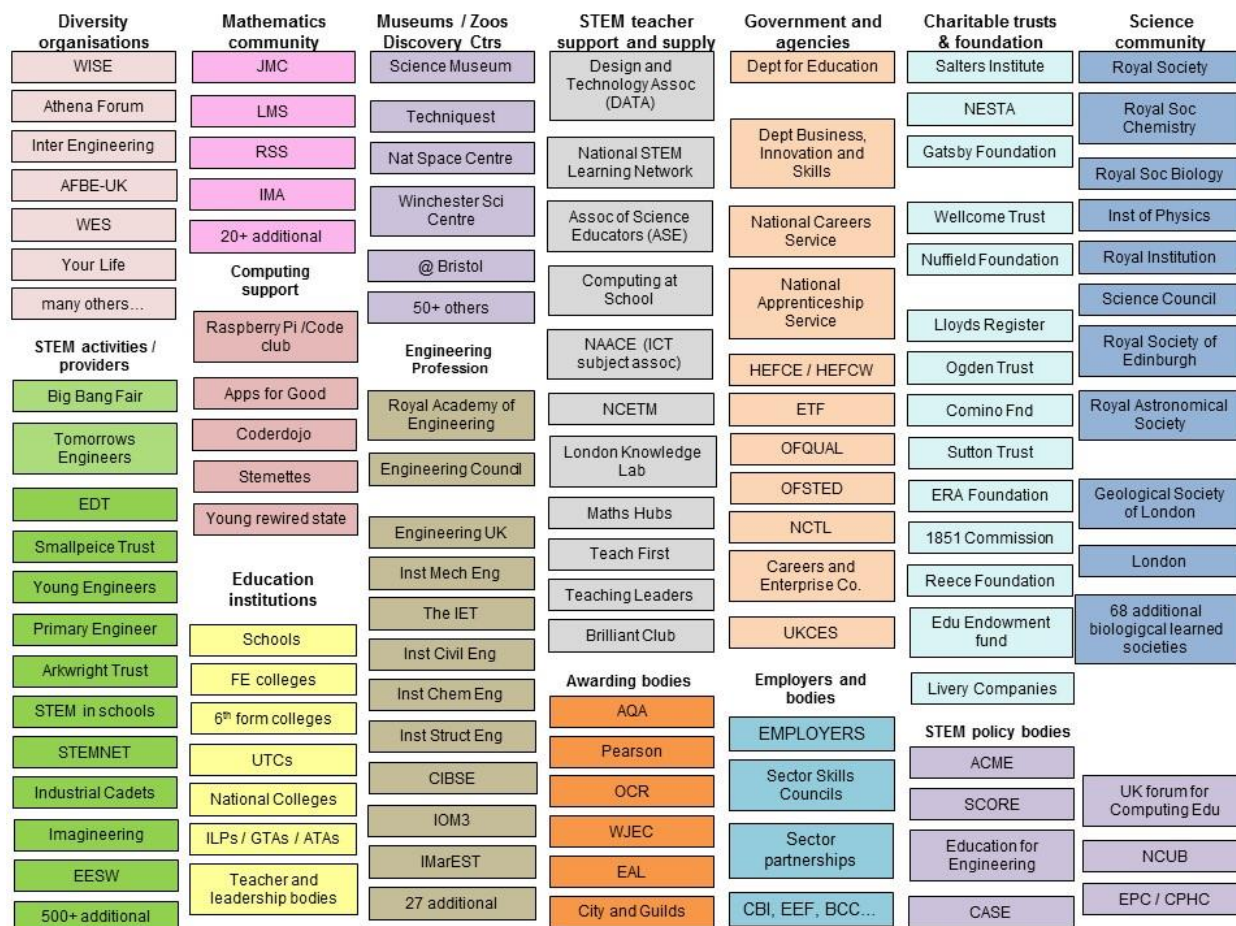 Diversity
organisations
WISE
Athena Forum
Inter Engineering
AFBE-UK
WES
Your Life
many others…
STEM activities /
providers
Big Bang Fair
Tomorrows
Engineers
EDT
Smallpeice Trust
Young Engineers
Primary Engineer
Arkwright Trust
STEM in schools
STEMNET
Industrial Cadets
Imagineering
EESW
500+ additional
Mathematics
community
JMC
LMS
RSS
IMA
20+ additional
Computing
support
Raspberry Pi /Code
club
Apps for Good
Coderdojo
Stemettes
Young rewired state
Education
institutions
Schools
FE colleges
6th form colleges
UTCs
National Colleges
ILPs / GTAs / ATAs
Teacher and
leadership bodies
Museums / Zoos
Discovery Ctrs
Science Museum
Techniquest
Nat Space Centre
Winchester Sci
Centre
@ Bristol
50+ others
Engineering
Profession
Royal Academy of
Engineering
Engineering Council
Engineering UK
Inst Mech Eng
The IET
Inst Civil Eng
Inst Chem Eng
Inst Struct Eng
CIBSE
IOM3
IMarEST
27 additional
STEM teacher
support and supply
Design and
Technology Assoc
(DATA)
National STEM
Learning Network
Assoc of Science
Educators (ASE)
Computing at
School
NAACE (ICT
subject assoc)
NCETM
London Knowledge
Lab
Maths Hubs
Teach First
Teaching Leaders
Brilliant Club
Awarding bodies
AQA
Pearson
OCR
WJEC
EAL
City and Guilds
Government and
agencies
Dept for Education
Dept Business,
Innovation and
Skills
National Careers
Service
National
Apprenticeship
Service
HEFCE / HEFCW
ETF
OFQUAL
OFSTED
NCTL
Careers and
Enterprise Co.
UKCES
Employers and
bodies
EMPLOYERS
Sector Skills
Councils
Sector
partnerships
CBI, EEF, BCC…
Charitable trusts
& foundation
Salters Institute
NESTA
Gatsby Foundation
Wellcome Trust
Nuffield Foundation
Lloyds Register
Ogden Trust
Comino Fnd
Sutton Trust
ERA Foundation
1851 Commission
Reece Foundation
Edu Endowment
fund
Livery Companies
STEM policy bodies
ACME
SCORE
Education for
Engineering
CASE
Science
community
Royal Society
Royal Soc
Chemistry
Royal Soc Biology
Inst of Physics
Royal Institution
Science Council
Royal Society of
Edinburgh
Royal Astronomical
Society
Geological Society
of London
London
68 additional
biologigcal learned
societies
UK forum for
Computing Edu
NCUB
EPC / CPHC